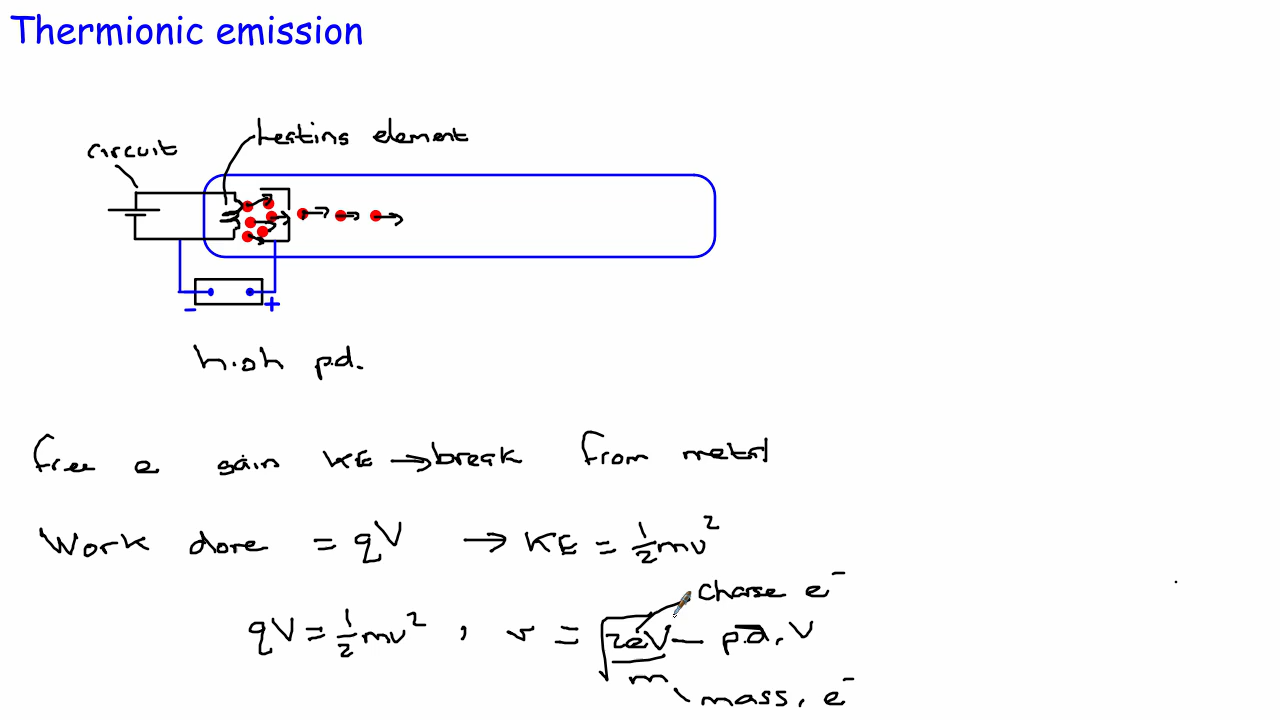 Thermionic emission
circuit
heating element
- +
high p.d.
free e gain KE → break from metal
Work done = qV → KE = ½mv²
charge e⁻
qV = ½mv² , v = √(2eV/m) p.d, V
mass, e⁻